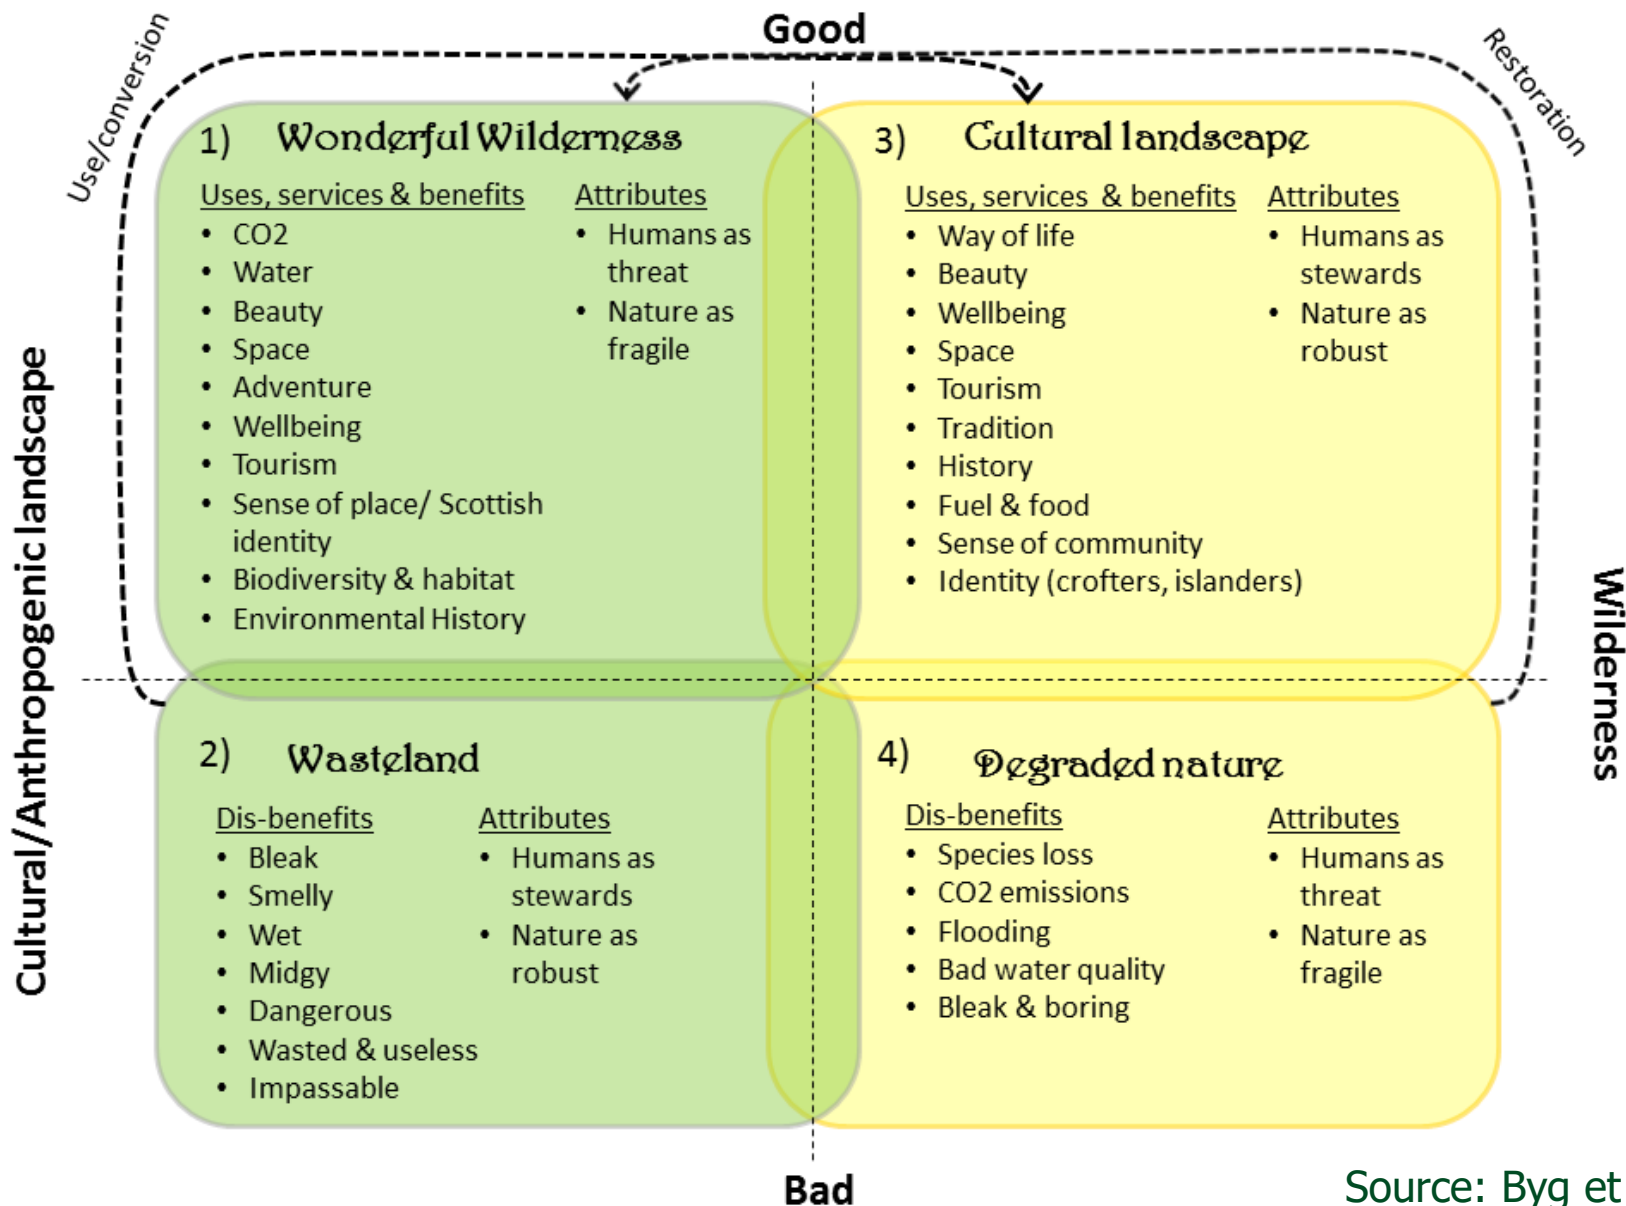 Good
Use/conversion
Restoration
Cultural/Anthropogenic landscape
Wilderness
1) Wonderful Wilderness
Uses, services & benefits
• CO2
• Water
• Beauty
• Space
• Adventure
• Wellbeing
• Tourism
• Sense of place/ Scottish
identity
• Biodiversity & habitat
• Environmental History
Attributes
• Humans as
threat
• Nature as
fragile
3) Cultural landscape
Uses, services & benefits
• Way of life
• Beauty
• Wellbeing
• Space
• Tourism
• Tradition
• History
• Fuel & food
• Sense of community
• Identity (crofters, islanders)
Attributes
• Humans as
stewards
• Nature as
robust
2) Wasteland
Dis-benefits
• Bleak
• Smelly
• Wet
• Midgy
• Dangerous
• Wasted & useless
• Impassable
Attributes
• Humans as
stewards
• Nature as
robust
4) Degraded nature
Dis-benefits
• Species loss
• CO2 emissions
• Flooding
• Bad water quality
• Bleak & boring
Attributes
• Humans as
threat
• Nature as
fragile
Bad
Source: Byg et